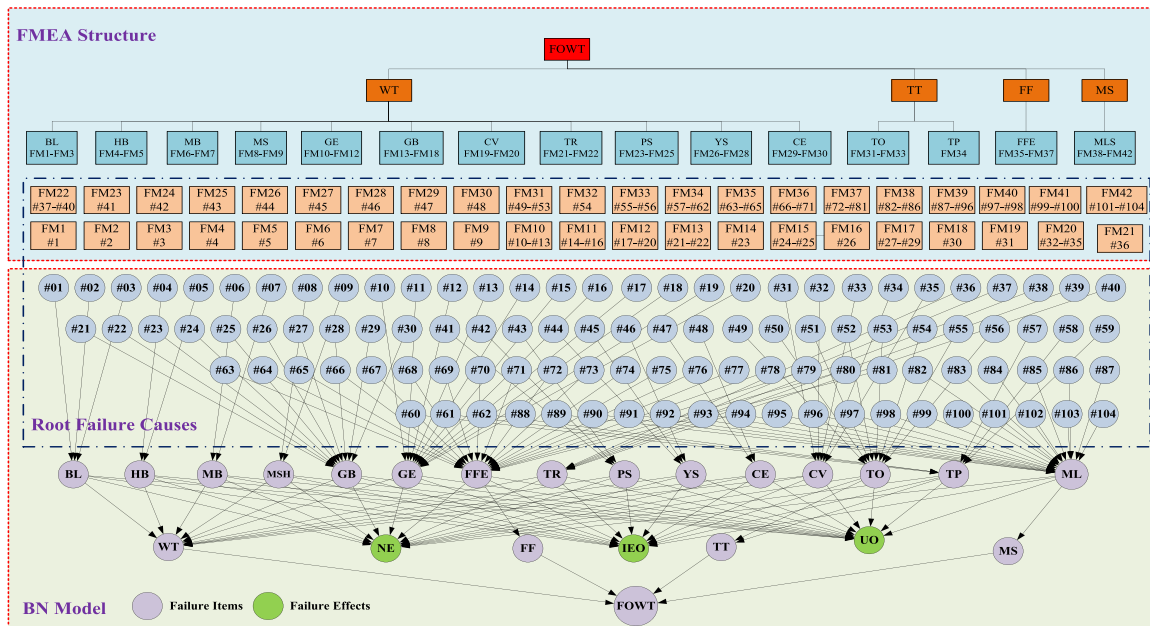 FMEA Structure
FOWT
WT
TT
FF
MS
BL
FM1-FM3
HB
FM4-FM5
MB
FM6-FM7
MS
FM8-FM9
GE
FM10-FM12
GB
FM13-FM18
CV
FM19-FM20
TR
FM21-FM22
PS
FM23-FM25
YS
FM26-FM28
CE
FM29-FM30
TO
FM31-FM33
TP
FM34
FFE
FM35-FM37
MLS
FM38-FM42
FM22
#37-#40
FM23
#41
FM24
#42
FM25
#43
FM26
#44
FM27
#45
FM28
#46
FM29
#47
FM30
#48
FM31
#49-#53
FM32
#54
FM33
#55-#56
FM34
#57-#62
FM35
#63-#65
FM36
#66-#71
FM37
#72-#81
FM38
#82-#86
FM39
#87-#96
FM40
#97-#98
FM41
#99-#100
FM42
#101-#104
FM1
#1
FM2
#2
FM3
#3
FM4
#4
FM5
#5
FM6
#6
FM7
#7
FM8
#8
FM9
#9
FM10
#10-#13
FM11
#14-#16
FM12
#17-#20
FM13
#21-#22
FM14
#23
FM15
#24-#25
FM16
#26
FM17
#27-#29
FM18
#30
FM19
#31
FM20
#32-#35
FM21
#36
#01 #02 #03 #04 #05 #06 #07 #08 #09 #10 #11 #12 #13 #14 #15 #16 #17 #18 #19 #20 #31 #32 #33 #34 #35 #36 #37 #38 #39 #40
#21 #22 #23 #24 #25 #26 #27 #28 #29 #30 #41 #42 #43 #44 #45 #46 #47 #48 #49 #50 #51 #52 #53 #54 #55 #56 #57 #58 #59
#63 #64 #65 #66 #67 #68 #69 #70 #71 #72 #73 #74 #75 #76 #77 #78 #79 #80 #81 #82 #83 #84 #85 #86 #87
#60 #61 #62 #88 #89 #90 #91 #92 #93 #94 #95 #96 #97 #98 #99 #100 #101 #102 #103 #104
Root Failure Causes
BL HB MB MSH GB GE FFE TR PS YS CE CV TO TP ML
WT NE FF IEO TT UO MS
FOWT
BN Model
Failure Items
Failure Effects